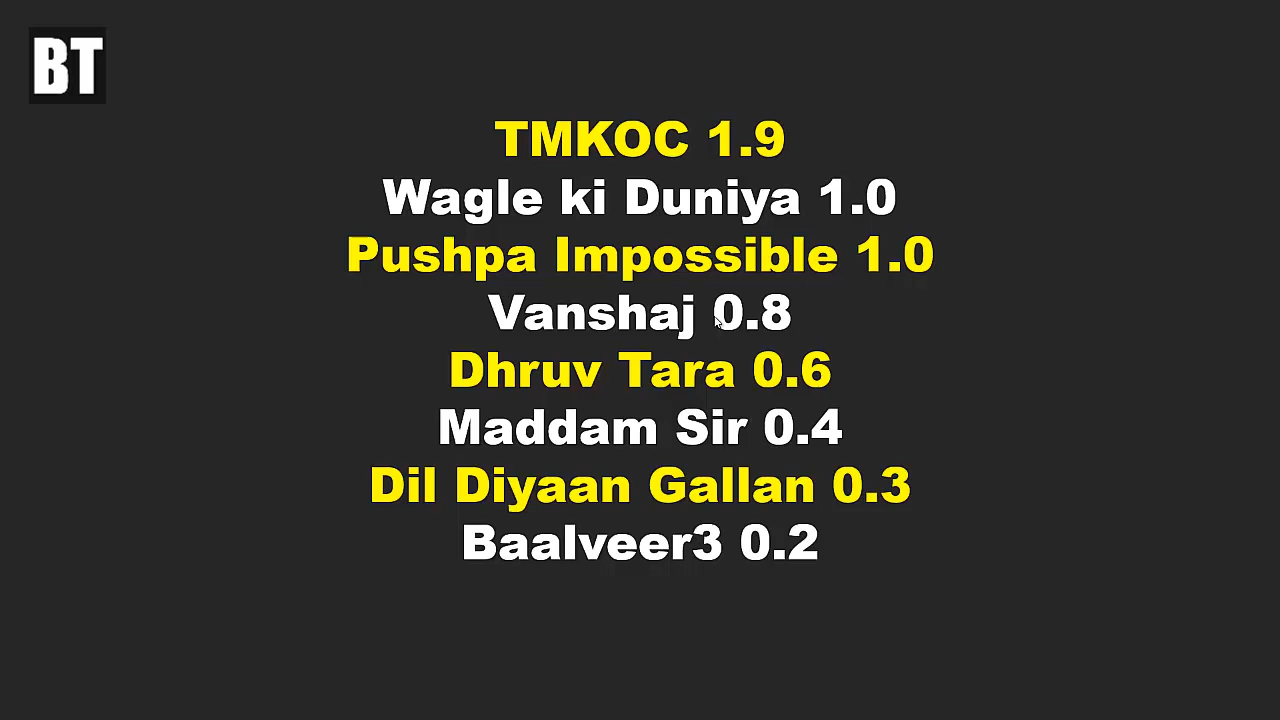 BT
TMKOC 1.9
Wagle ki Duniya 1.0
Pushpa Impossible 1.0
Vanshaj 0.8
Dhruv Tara 0.6
Maddam Sir 0.4
Dil Diyaan Gallan 0.3
Baalveer3 0.2